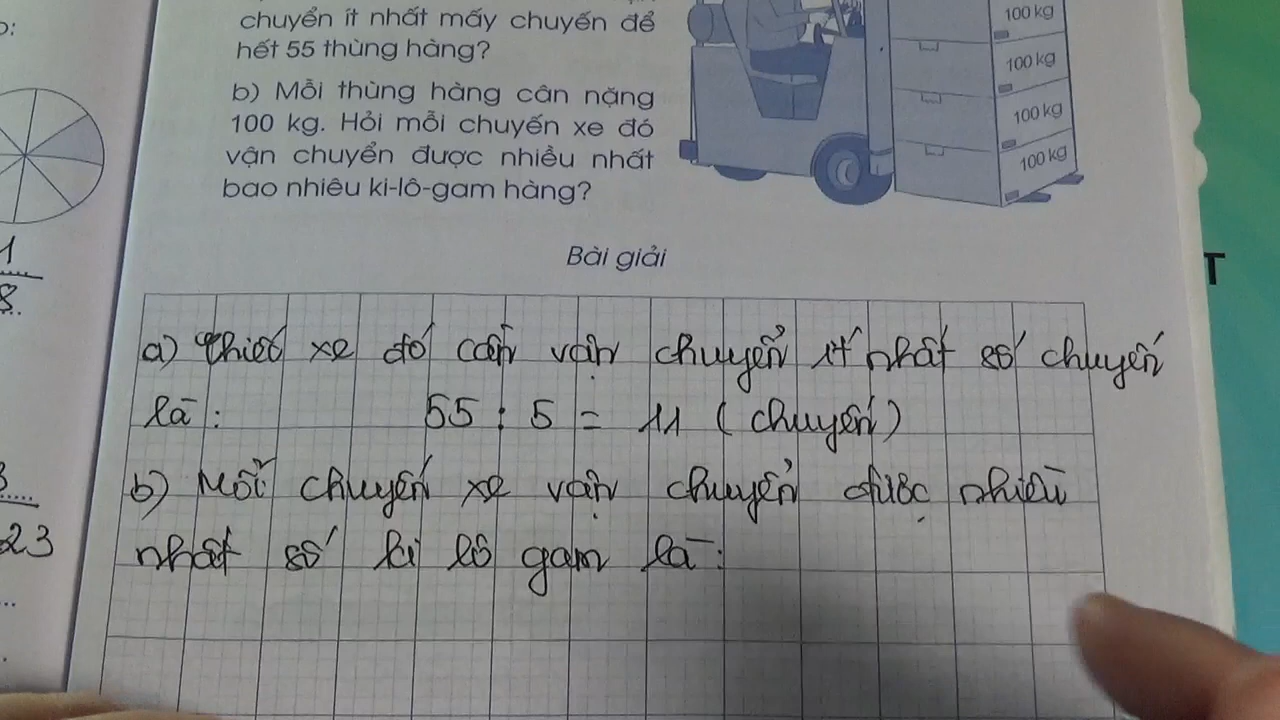 chuyển ít nhất mấy chuyến để
hết 55 thùng hàng?
b) Mỗi thùng hàng cân nặng
100 kg. Hỏi mỗi chuyến xe đó
vận chuyển được nhiều nhất
bao nhiêu ki-lô-gam hàng?
100 kg
100 kg
100 kg
100 kg
Bài giải
a) Chiếc xe đó cần vận chuyển ít nhất số chuyến
là: 55 : 5 = 11 (chuyến)
b) Mỗi chuyến xe vận chuyển được nhiều
nhất số ki lô gam là:
1
8
23
T